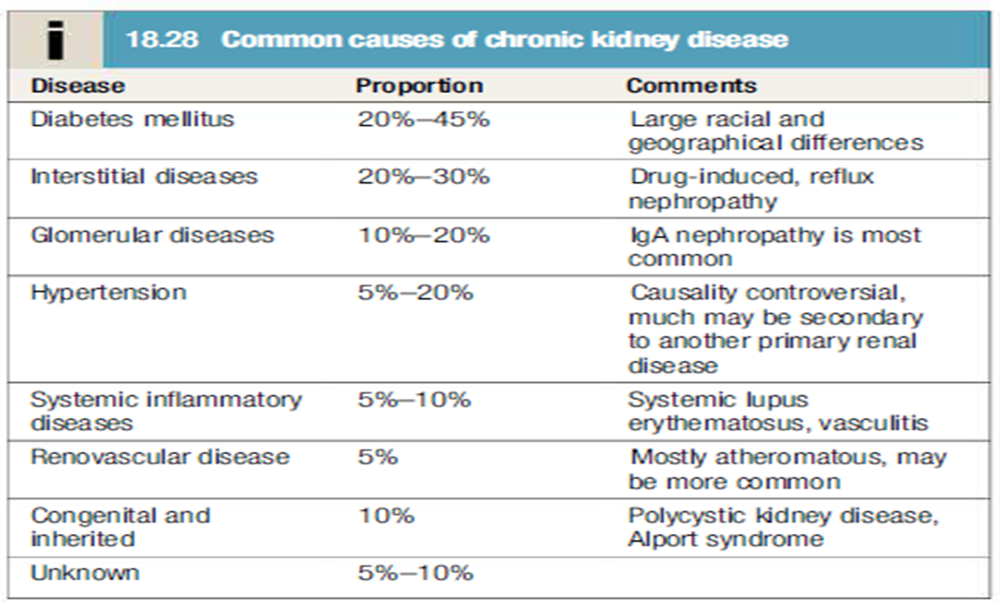 i
18.28 Common causes of chronic kidney disease
Disease Proportion Comments
Diabetes mellitus 20%–45% Large racial and
geographical differences
Interstitial diseases 20%–30% Drug-induced, reflux
nephropathy
Glomerular diseases 10%–20% IgA nephropathy is most
common
Hypertension 5%–20% Causality controversial,
much may be secondary
to another primary renal
disease
Systemic inflammatory 5%–10% Systemic lupus
diseases erythematosus, vasculitis
Renovascular disease 5% Mostly atheromatous, may
be more common
Congenital and 10% Polycystic kidney disease,
inherited Alport syndrome
Unknown 5%–10%